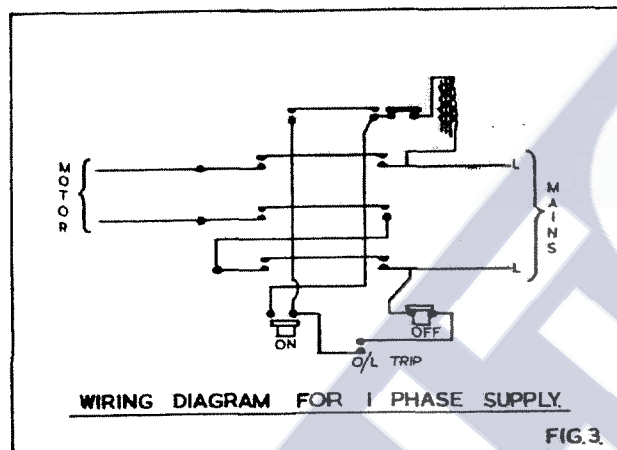 MOTOR
L
MAINS
L
ON
OFF
O/L TRIP
WIRING DIAGRAM FOR 1 PHASE SUPPLY.
FIG.3.